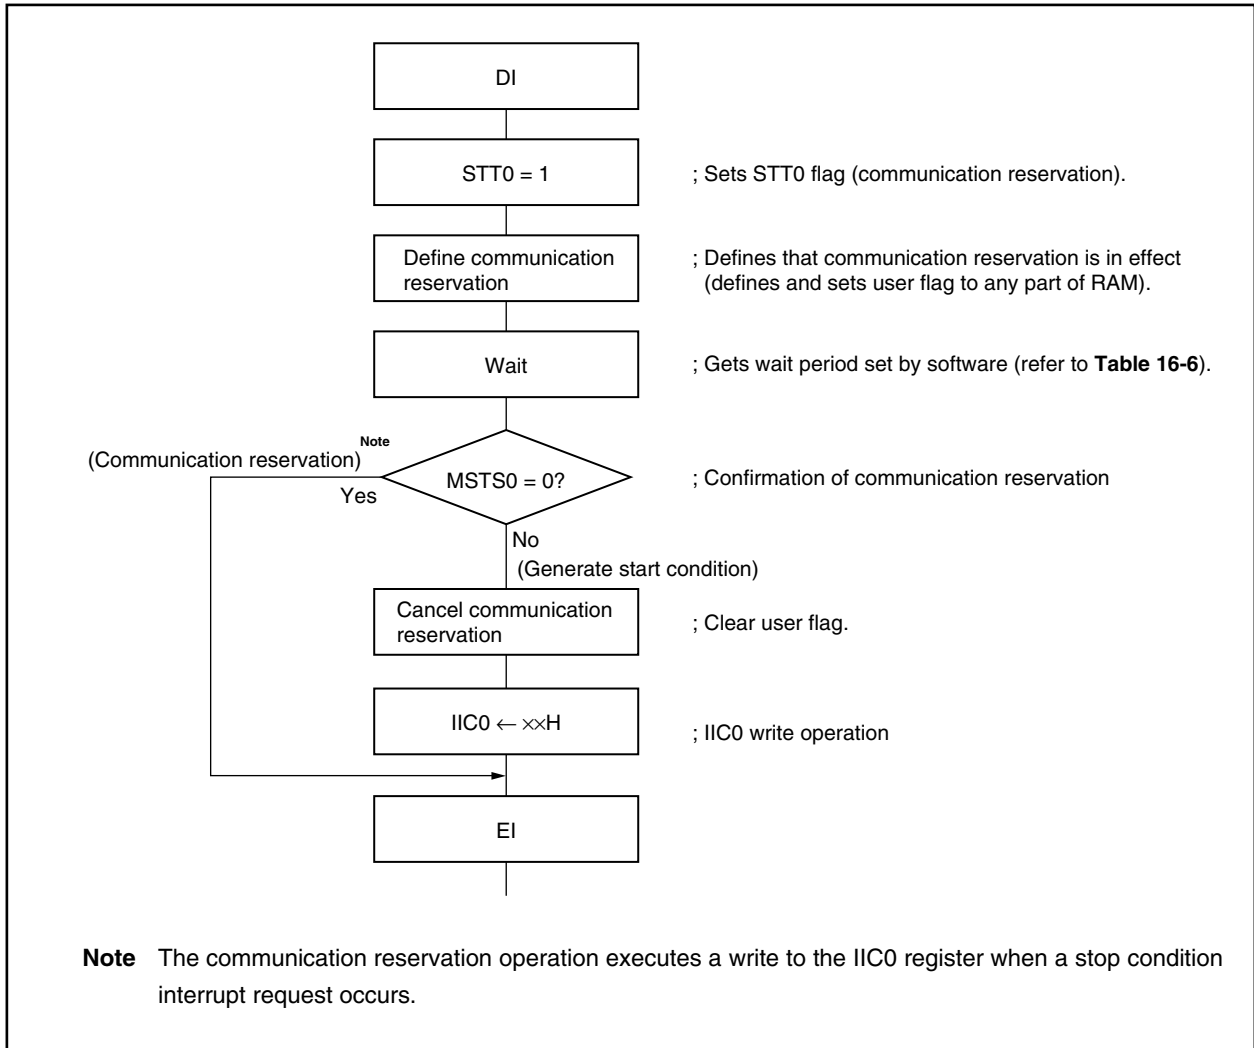 DI
STT0 = 1
; Sets STT0 flag (communication reservation).
Define communication
reservation
; Defines that communication reservation is in effect
(defines and sets user flag to any part of RAM).
Wait
; Gets wait period set by software (refer to Table 16-6).
(Communication reservation)Note
MSTS0 = 0?
; Confirmation of communication reservation
Yes
No
(Generate start condition)
Cancel communication
reservation
; Clear user flag.
IIC0 ← ××H
; IIC0 write operation
EI
Note The communication reservation operation executes a write to the IIC0 register when a stop condition
interrupt request occurs.